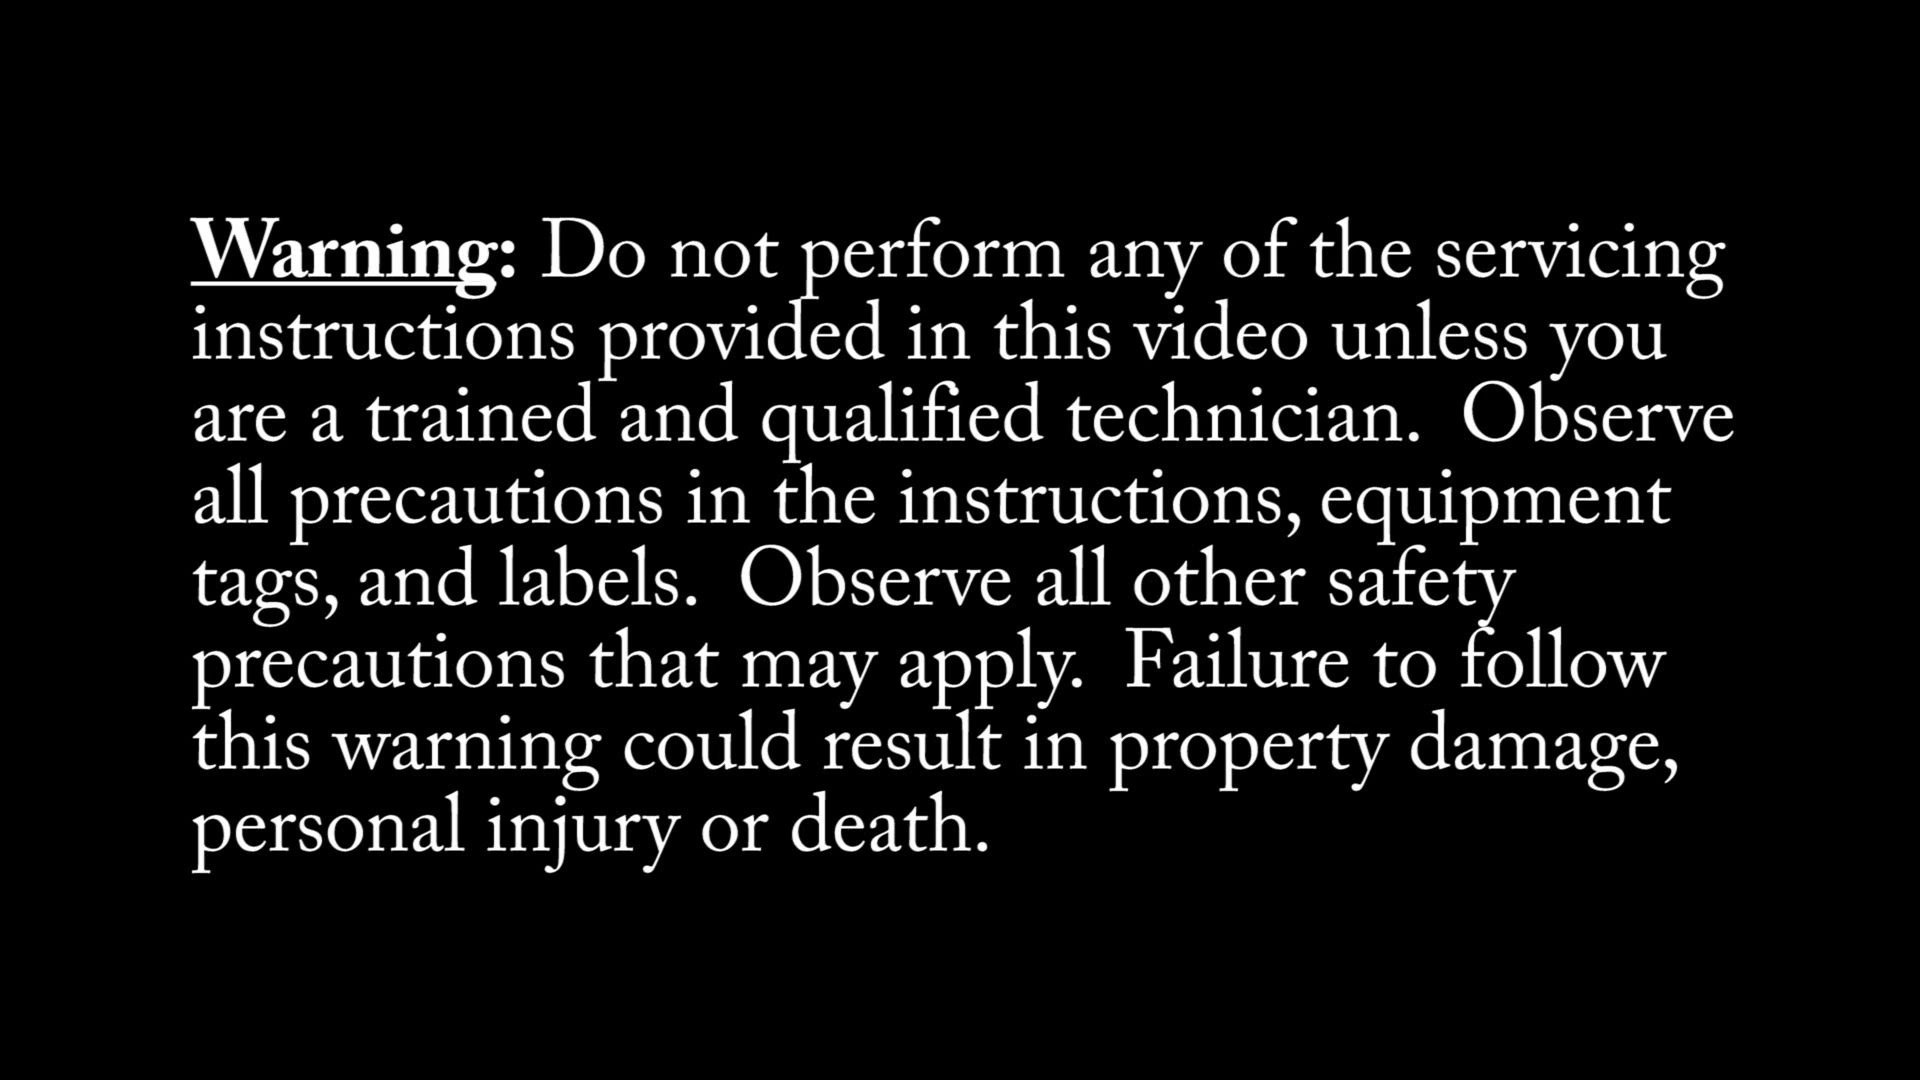 Warning: Do not perform any of the servicing
instructions provided in this video unless you
are a trained and qualified technician.  Observe
all precautions in the instructions, equipment
tags, and labels.  Observe all other safety
precautions that may apply.  Failure to follow
this warning could result in property damage,
personal injury or death.